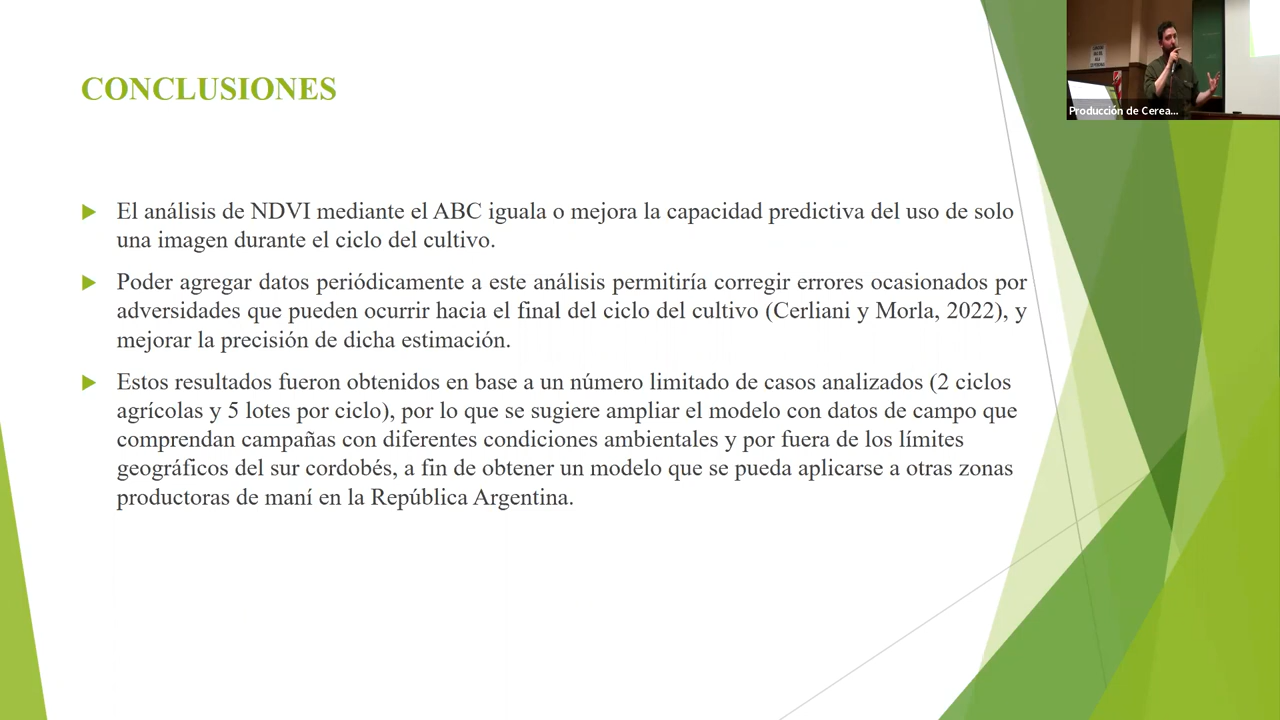 CONCLUSIONES
El análisis de NDVI mediante el ABC iguala o mejora la capacidad predictiva del uso de solo
una imagen durante el ciclo del cultivo.
Poder agregar datos periódicamente a este análisis permitiría corregir errores ocasionados por
adversidades que pueden ocurrir hacia el final del ciclo del cultivo (Cerliani y Morla, 2022), y
mejorar la precisión de dicha estimación.
Estos resultados fueron obtenidos en base a un número limitado de casos analizados (2 ciclos
agrícolas y 5 lotes por ciclo), por lo que se sugiere ampliar el modelo con datos de campo que
comprendan campañas con diferentes condiciones ambientales y por fuera de los límites
geográficos del sur cordobés, a fin de obtener un modelo que se pueda aplicarse a otras zonas
productoras de maní en la República Argentina.
Producción de Cerea...